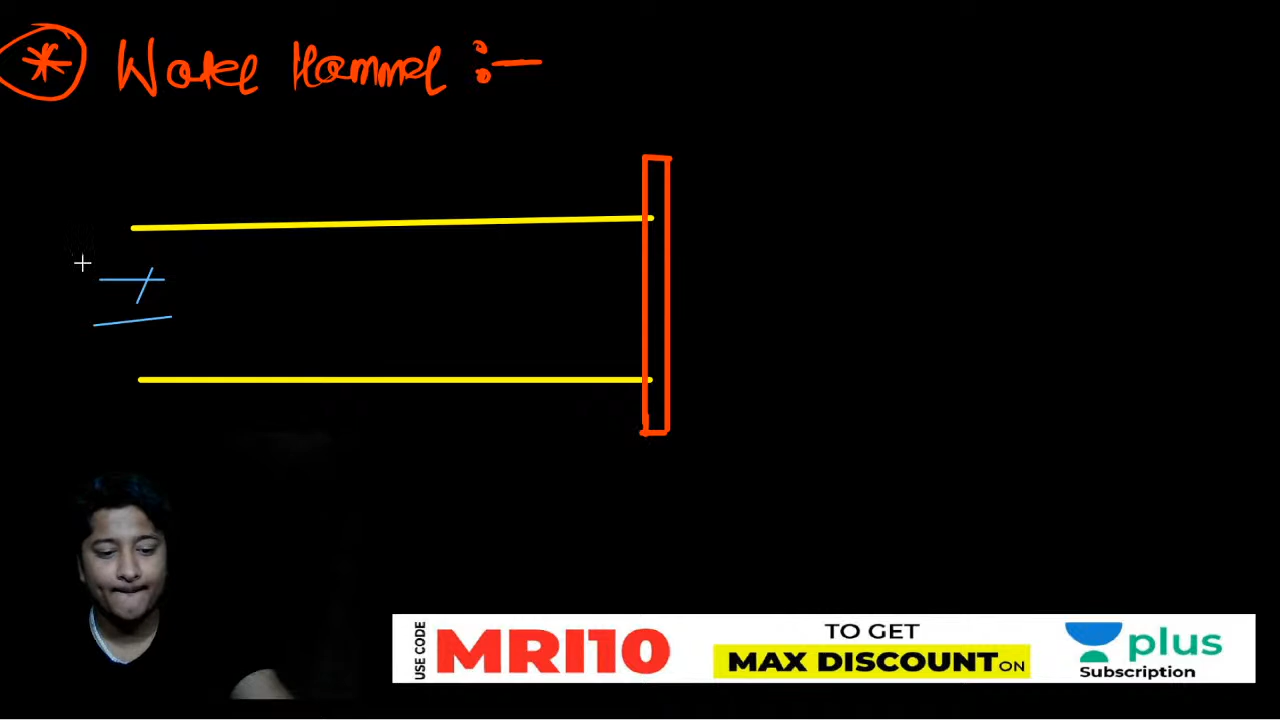 * Water Hammer :-
USE CODE
MRI10
TO GET
MAX DISCOUNT ON
plus
Subscription